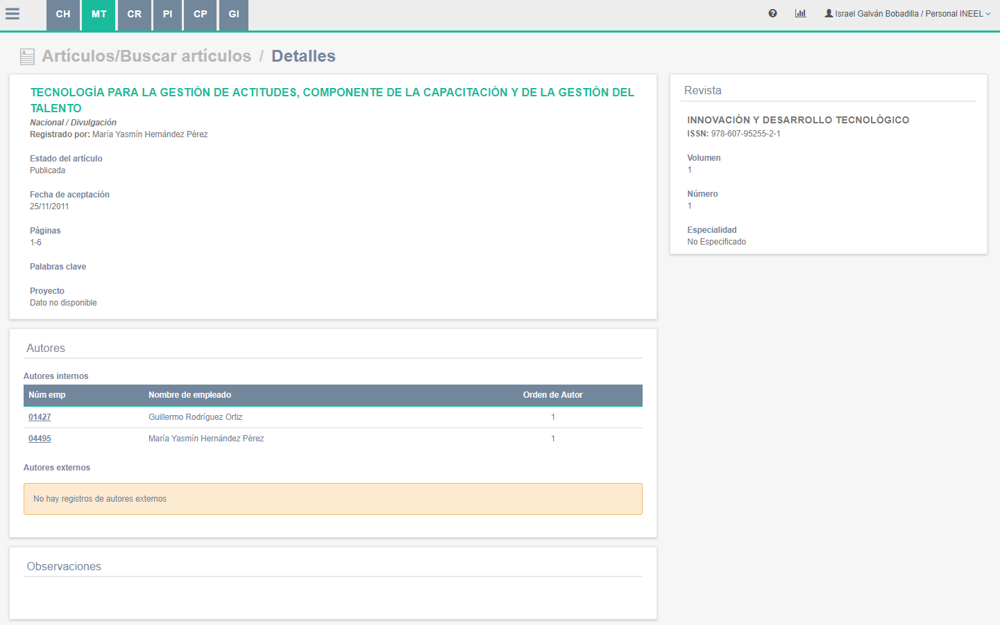 CH MT CR PI CP GI
Israel Galván Bobadilla / Personal INEEL
Artículos/Buscar artículos / Detalles
TECNOLOGÍA PARA LA GESTIÓN DE ACTITUDES, COMPONENTE DE LA CAPACITACIÓN Y DE LA GESTIÓN DEL
TALENTO
Nacional / Divulgación
Registrado por: María Yasmín Hernández Pérez
Estado del artículo
Publicada
Fecha de aceptación
25/11/2011
Páginas
1-6
Palabras clave
Proyecto
Dato no disponible
Revista
INNOVACIÓN Y DESARROLLO TECNOLÓGICO
ISSN: 978-607-95255-2-1
Volumen
1
Número
1
Especialidad
No Especificado
Autores
Autores internos
Núm emp Nombre de empleado Orden de Autor
01427 Guillermo Rodríguez Ortiz 1
04495 María Yasmín Hernández Pérez 1
Autores externos
No hay registros de autores externos
Observaciones